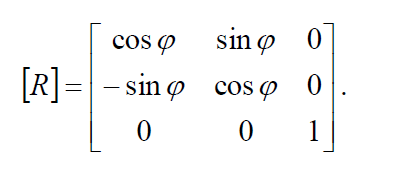 [R] = [ cos φ sin φ 0
− sin φ cos φ 0
0 0 1 ] .